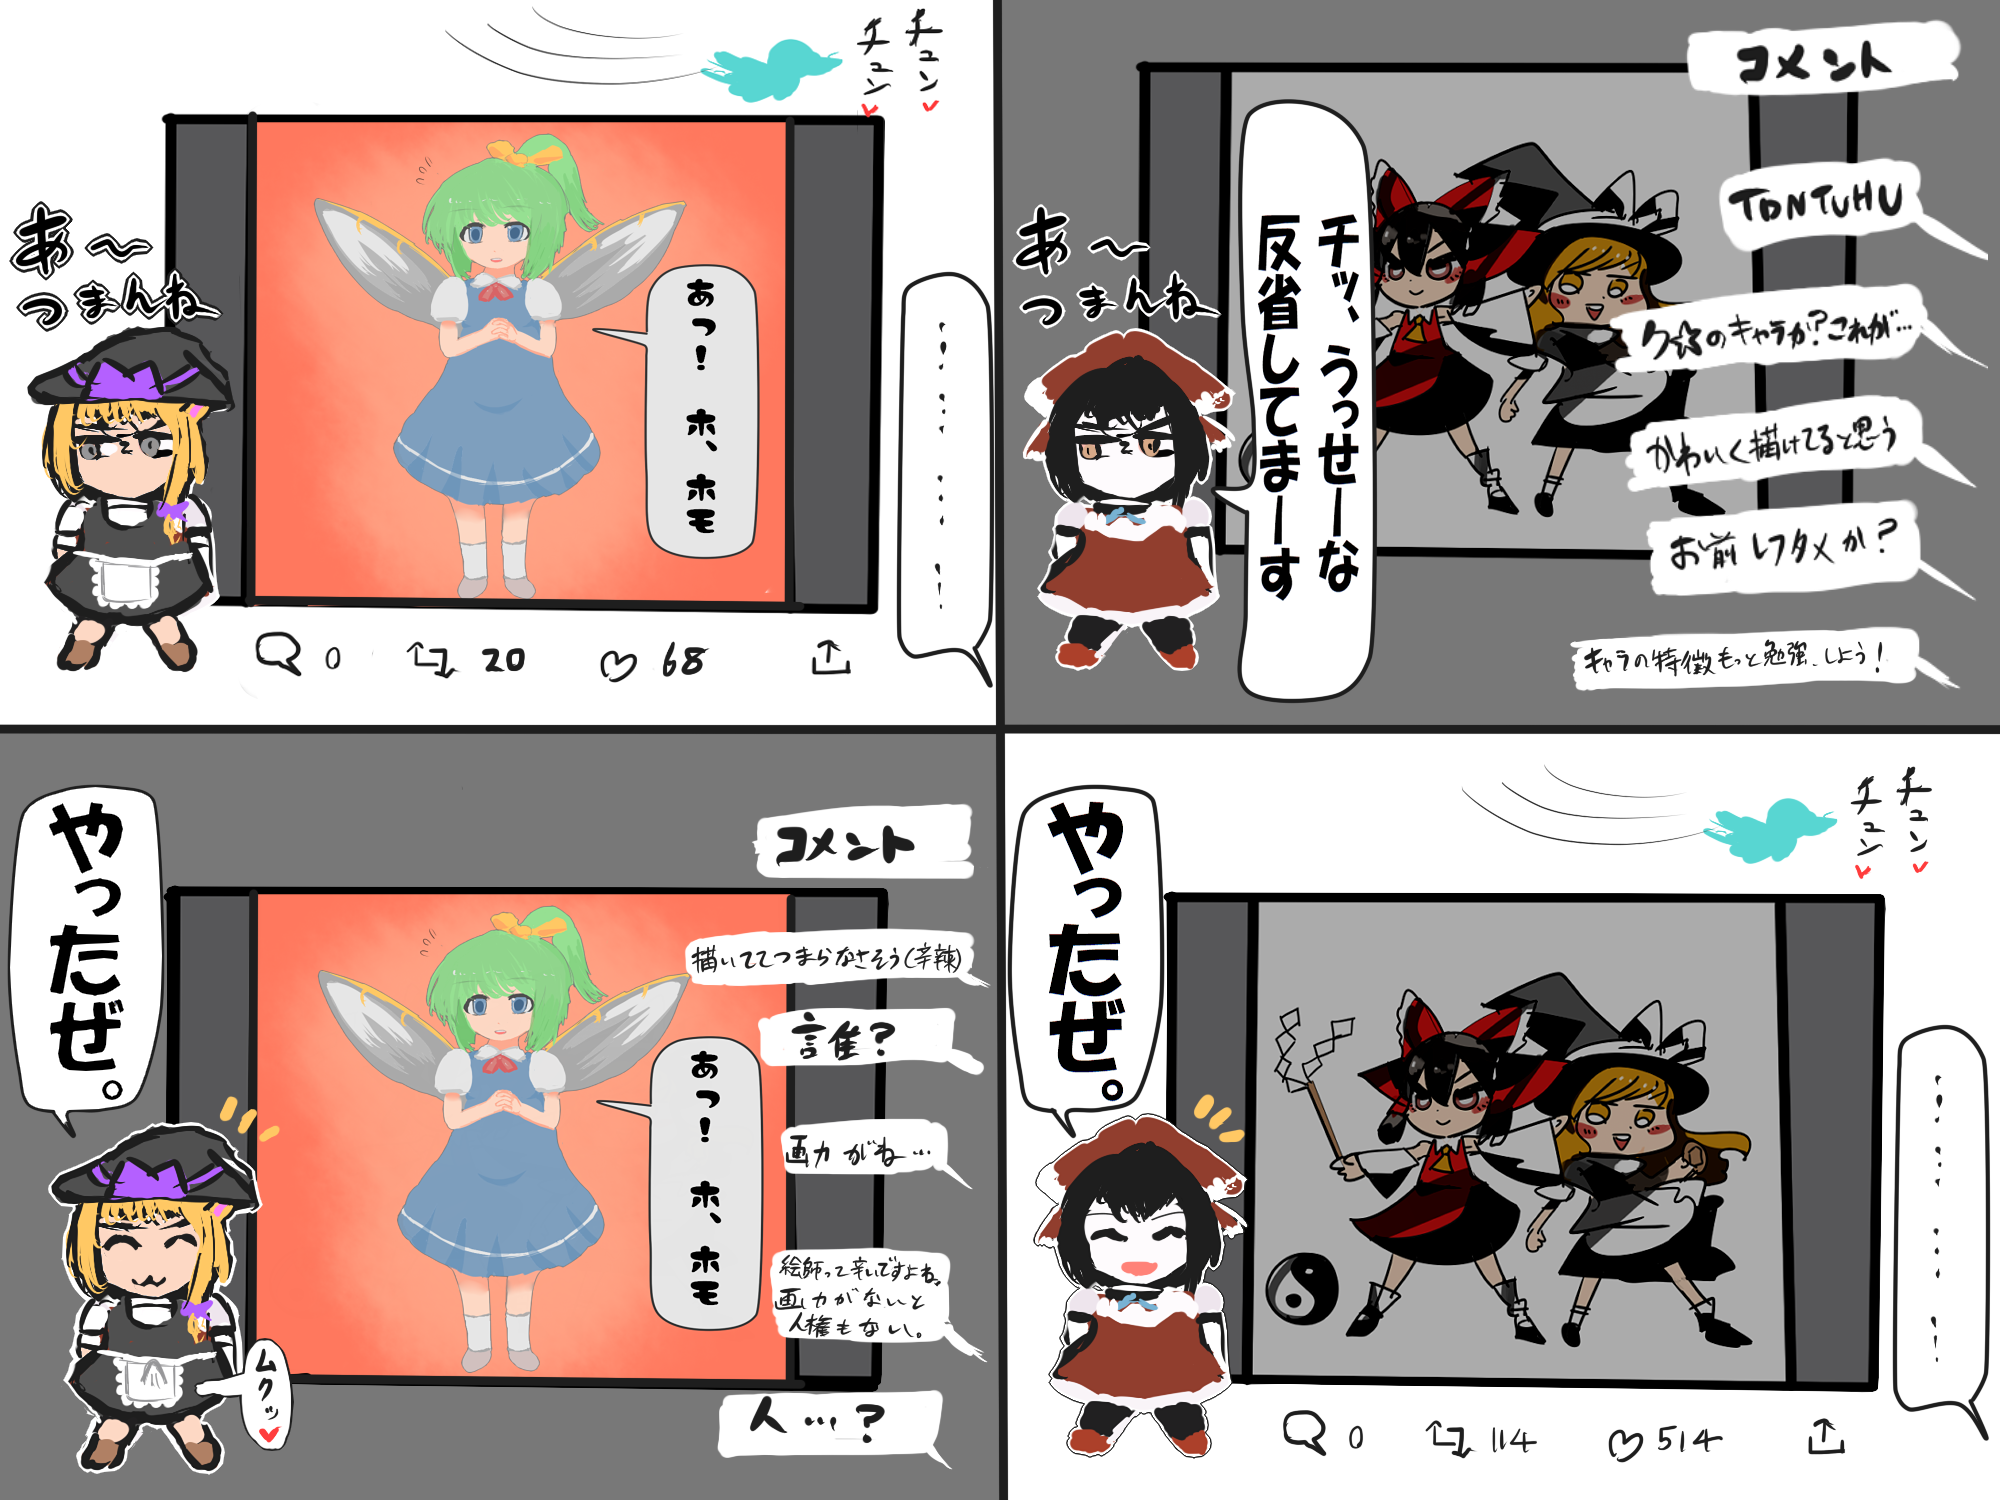 チュン
チュン
あ～
つまんね
あっ！
ホ、ホモ
………!
0
20
68
コメント
TDNTUHU
ク☆のキャラか?これが…
かわいく描けてると思う
お前レフタメか?
キャラの特徴もっと勉強しよう!
あ～
つまんね
チッ、うっせーな
反省してまーす
やったぜ。
コメント
描いててつまらなさそう(辛辣)
誰?
画力がね…
絵師って辛いですよね。
画力がないと
人権もないし。
人…?
あっ！
ホ、ホモ
ムクッ
チュン
チュン
やったぜ。
………!
0
114
514